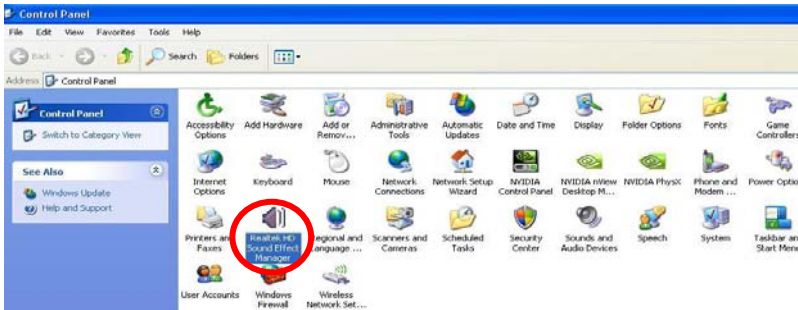 Control Panel
File Edit View Favorites Tools Help
Back Search Folders
Address Control Panel
Control Panel
Switch to Category View
See Also
Windows Update
Help and Support
Accessibility Options
Add Hardware
Add or Remov...
Administrative Tools
Automatic Updates
Date and Time
Display
Folder Options
Fonts
Game Controllers
Internet Options
Keyboard
Mouse
Network Connections
Network Setup Wizard
NVIDIA Control Panel
NVIDIA nView Desktop M...
NVIDIA PhysX
Phone and Modem ...
Power Optio
Printers and Faxes
Realtek HD Sound Effect Manager
Regional and Language ...
Scanners and Cameras
Scheduled Tasks
Security Center
Sounds and Audio Devices
Speech
System
Taskbar an
Start Menu
User Accounts
Windows Firewall
Wireless Network Set...